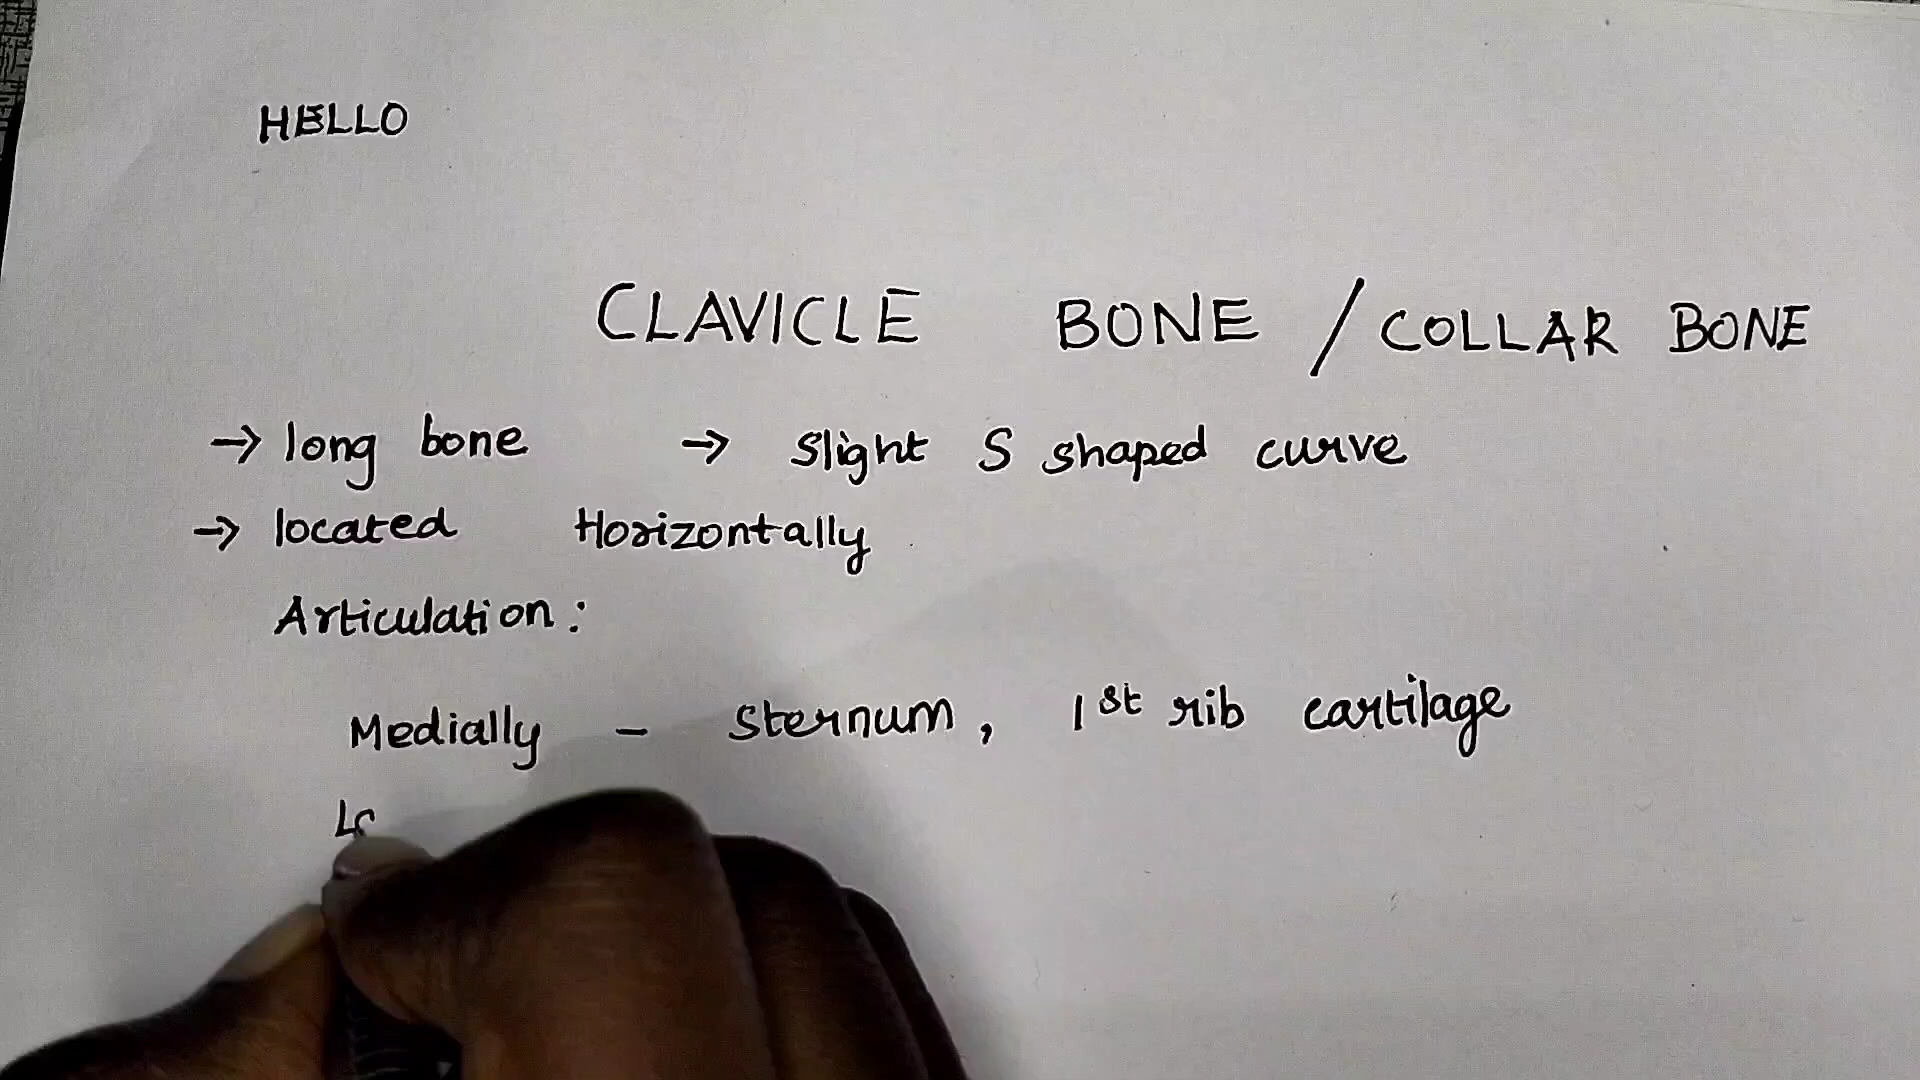 HELLO
CLAVICLE BONE / COLLAR BONE
→ long bone → Slight S shaped curve
→ located Horizontally
Articulation:
Medially - Sternum, 1st rib cartilage